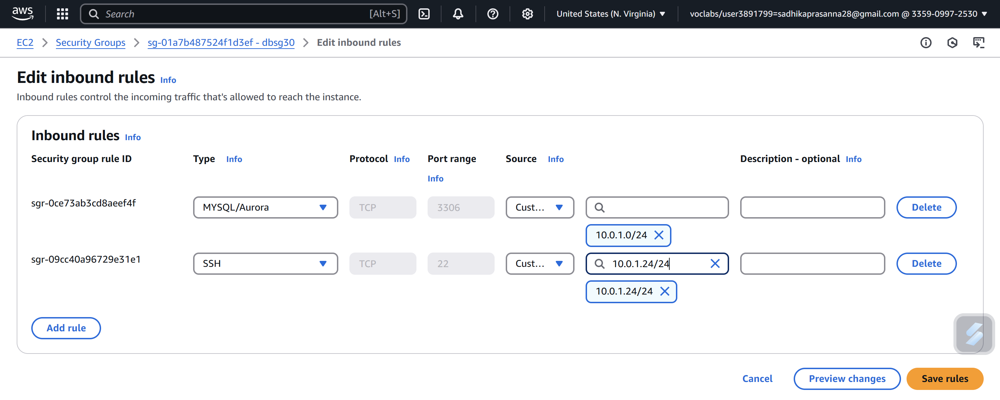 aws Search [Alt+S] United States (N. Virginia) voclabs/user3891799=sadhikaprasanna28@gmail.com @ 3359-0997-2530
EC2 Security Groups sg-01a7b487524f1d3ef - dbsg30 Edit inbound rules
Edit inbound rules Info
Inbound rules control the incoming traffic that's allowed to reach the instance.
Inbound rules Info
Security group rule ID Type Info Protocol Info Port range Source Info Description - optional Info
Info
sgr-0ce73ab3cd8aeef4f MYSQL/Aurora TCP 3306 Cust... Delete
10.0.1.0/24
sgr-09cc40a96729e31e1 SSH TCP 22 Cust... 10.0.1.24/24 Delete
10.0.1.24/24
Add rule
Cancel Preview changes Save rules